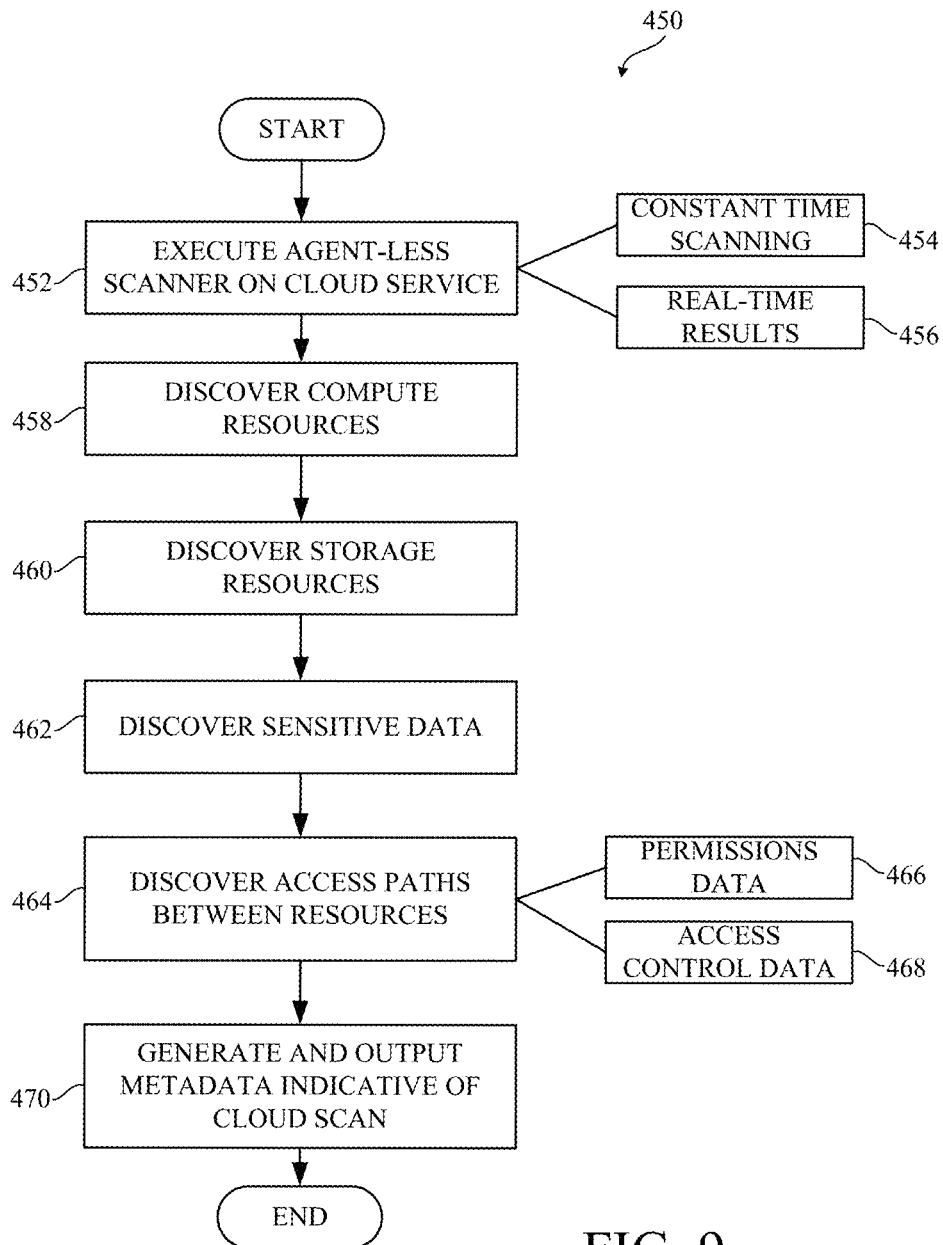 450
START
EXECUTE AGENT-LESS
SCANNER ON CLOUD SERVICE
452
CONSTANT TIME
SCANNING
454
REAL-TIME
RESULTS
456
DISCOVER COMPUTE
RESOURCES
458
DISCOVER STORAGE
RESOURCES
460
DISCOVER SENSITIVE DATA
462
DISCOVER ACCESS PATHS
BETWEEN RESOURCES
464
PERMISSIONS
DATA
466
ACCESS
CONTROL DATA
468
GENERATE AND OUTPUT
METADATA INDICATIVE OF
CLOUD SCAN
470
END
FIG. 9